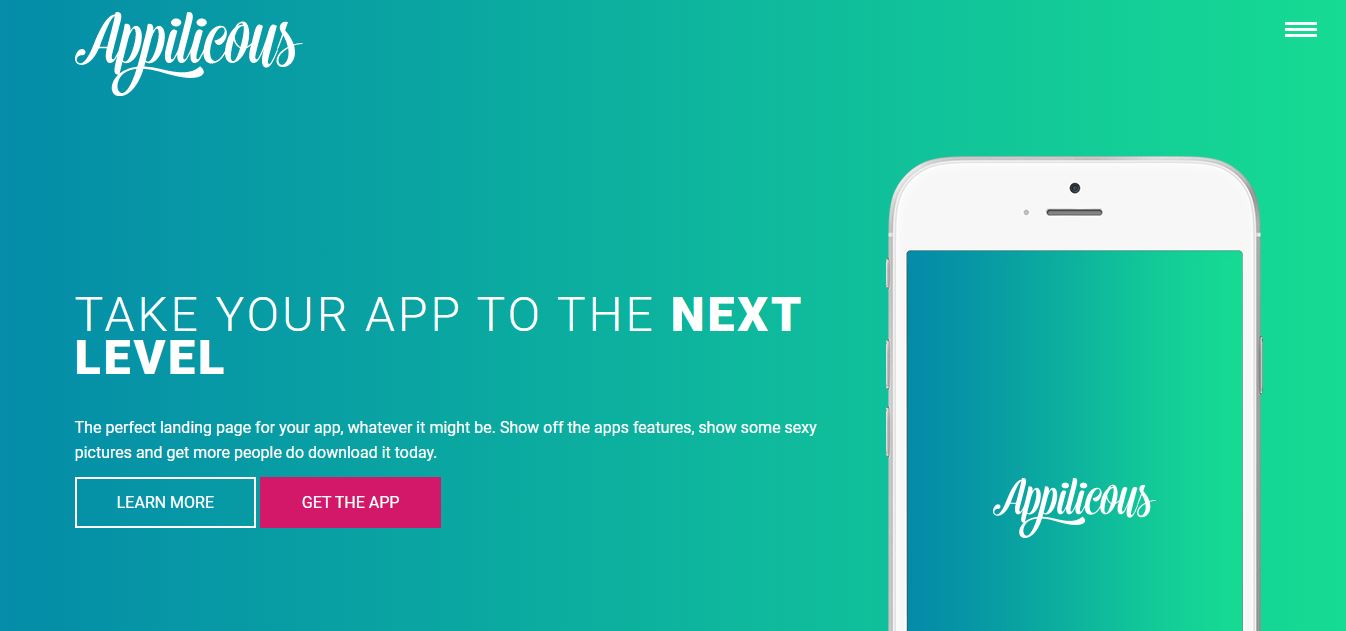 Appilicous
TAKE YOUR APP TO THE NEXT
LEVEL
The perfect landing page for your app, whatever it might be. Show off the apps features, show some sexy
pictures and get more people do download it today.
LEARN MORE
GET THE APP
Appilicous